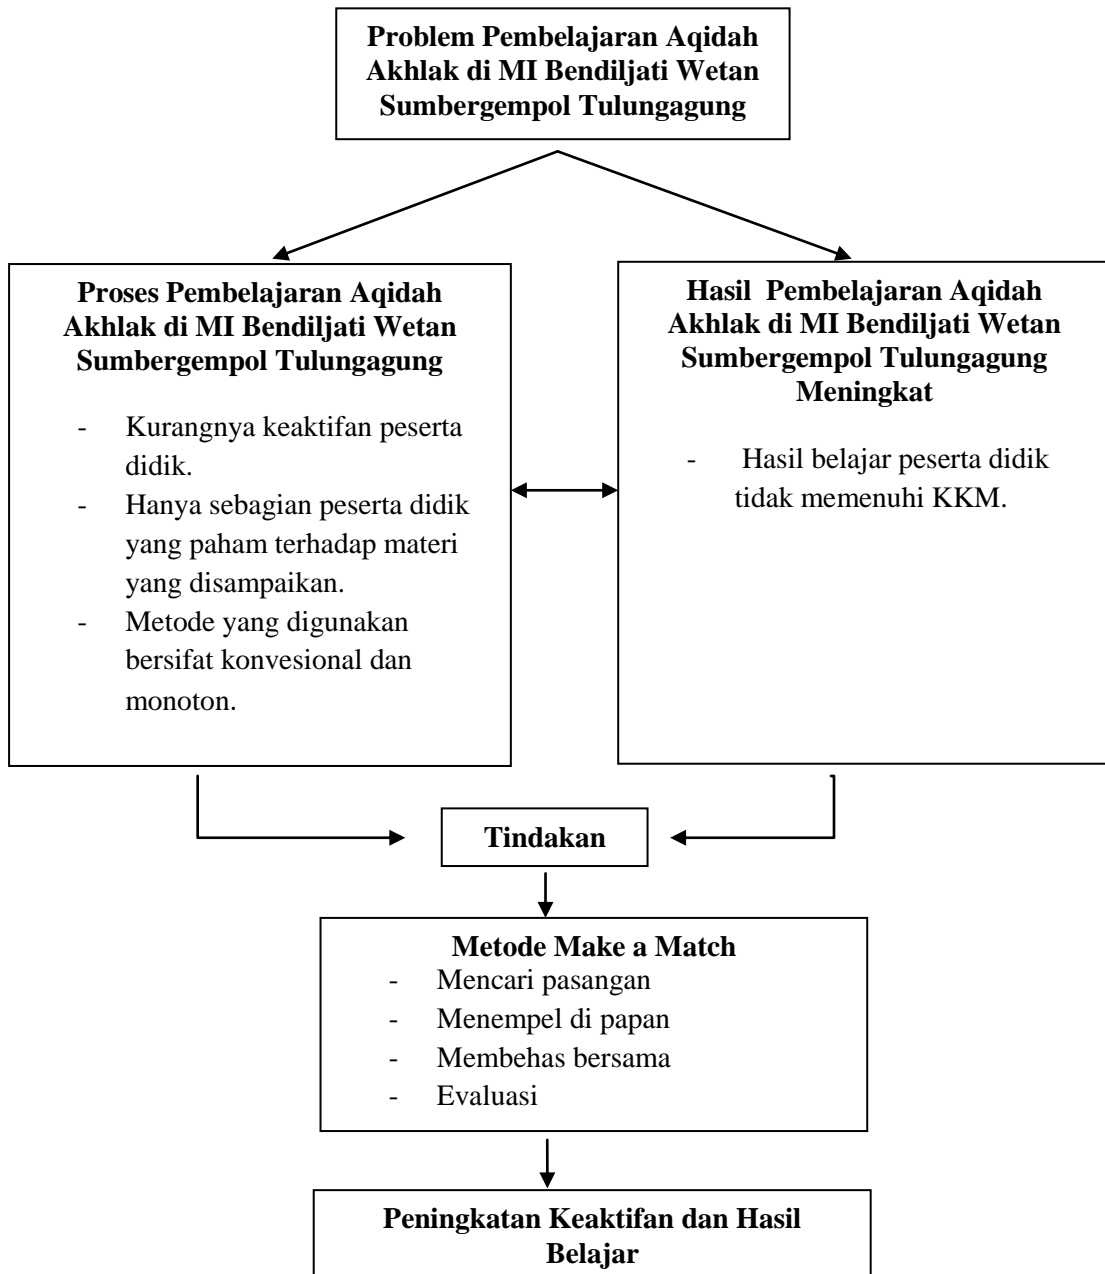 Problem Pembelajaran Aqidah
Akhlak di MI Bendiljati Wetan
Sumbergempol Tulungagung
Proses Pembelajaran Aqidah
Akhlak di MI Bendiljati Wetan
Sumbergempol Tulungagung
- Kurangnya keaktifan peserta
didik.
- Hanya sebagian peserta didik
yang paham terhadap materi
yang disampaikan.
- Metode yang digunakan
bersifat konvesional dan
monoton.
Hasil Pembelajaran Aqidah
Akhlak di MI Bendiljati Wetan
Sumbergempol Tulungagung
Meningkat
- Hasil belajar peserta didik
tidak memenuhi KKM.
Tindakan
Metode Make a Match
- Mencari pasangan
- Menempel di papan
- Membehas bersama
- Evaluasi
Peningkatan Keaktifan dan Hasil
Belajar